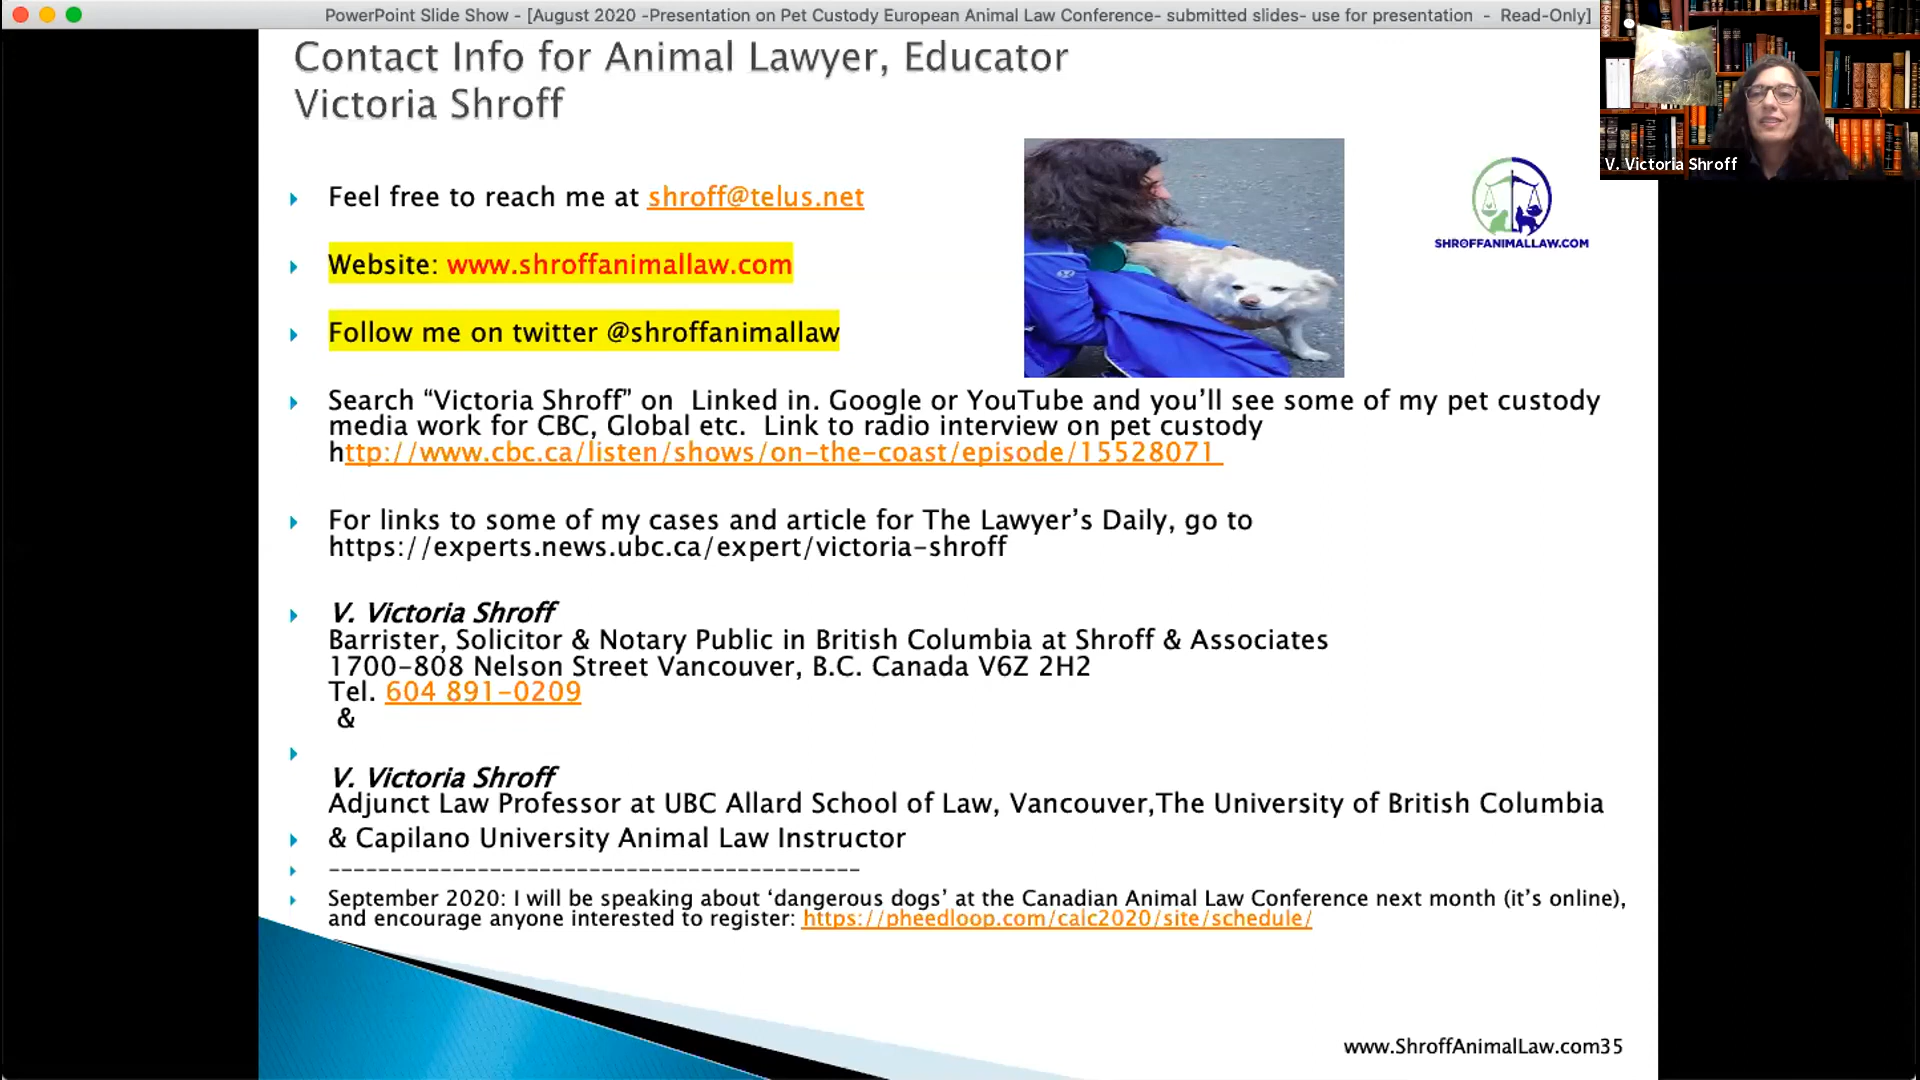 PowerPoint Slide Show - [August 2020 -Presentation on Pet Custody European Animal Law Conference- submitted slides- use for presentation - Read-Only]
Contact Info for Animal Lawyer, Educator
Victoria Shroff
V. Victoria Shroff
Feel free to reach me at shroff@telus.net
SHROFFANIMALLAW.COM
Website: www.shroffanimallaw.com
Follow me on twitter @shroffanimallaw
Search “Victoria Shroff” on Linked in. Google or YouTube and you’ll see some of my pet custody
media work for CBC, Global etc. Link to radio interview on pet custody
http://www.cbc.ca/listen/shows/on-the-coast/episode/15528071
For links to some of my cases and article for The Lawyer’s Daily, go to
https://experts.news.ubc.ca/expert/victoria-shroff
V. Victoria Shroff
Barrister, Solicitor & Notary Public in British Columbia at Shroff & Associates
1700-808 Nelson Street Vancouver, B.C. Canada V6Z 2H2
Tel. 604 891-0209
&
V. Victoria Shroff
Adjunct Law Professor at UBC Allard School of Law, Vancouver,The University of British Columbia
& Capilano University Animal Law Instructor
------------------------------------------
September 2020: I will be speaking about ‘dangerous dogs’ at the Canadian Animal Law Conference next month (it’s online),
and encourage anyone interested to register: https://pheedloop.com/calc2020/site/schedule/
www.ShroffAnimalLaw.com35